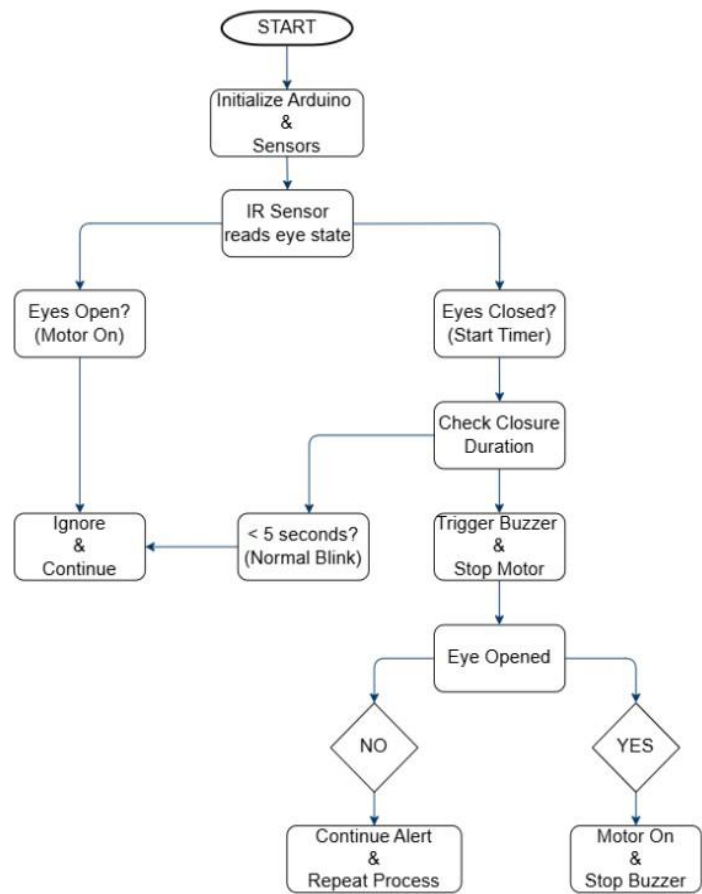 START
Initialize Arduino
&
Sensors
IR Sensor
reads eye state
Eyes Open?
(Motor On)
Eyes Closed?
(Start Timer)
Check Closure
Duration
Ignore
&
Continue
< 5 seconds?
(Normal Blink)
Trigger Buzzer
&
Stop Motor
Eye Opened
NO
YES
Continue Alert
&
Repeat Process
Motor On
&
Stop Buzzer